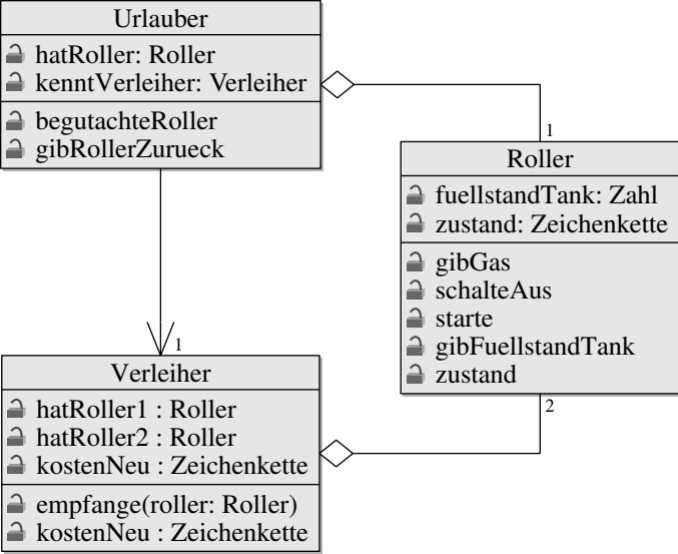 Urlauber
hatRoller: Roller
kenntVerleiher: Verleiher
begutachteRoller
gibRollerZurueck
1
Roller
fuellstandTank: Zahl
zustand: Zeichenkette
gibGas
schalteAus
starte
gibFuellstandTank
zustand
1
Verleiher
hatRoller1 : Roller
hatRoller2 : Roller
kostenNeu : Zeichenkette
empfange(roller: Roller)
kostenNeu : Zeichenkette
2